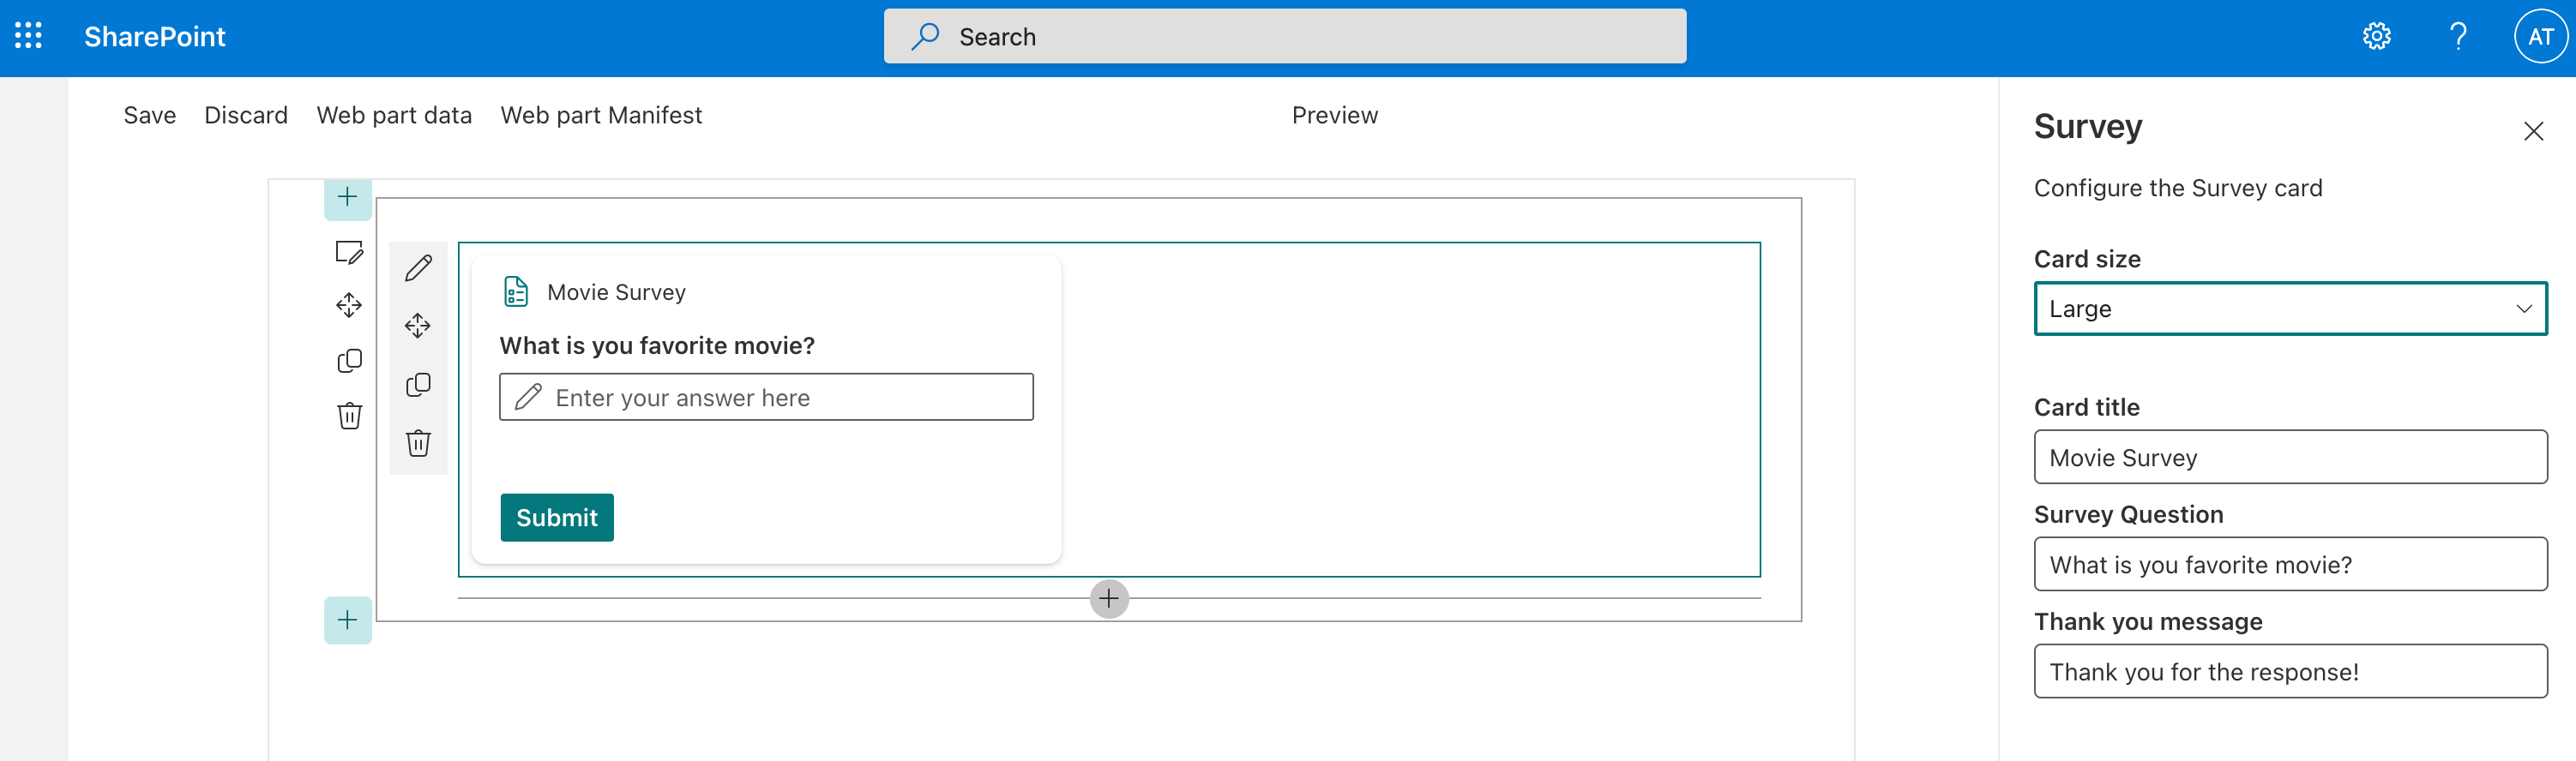 SharePoint
Search
?
AT
Save Discard Web part data Web part Manifest
Preview
Movie Survey
What is you favorite movie?
Enter your answer here
Submit
Survey
Configure the Survey card
Card size
Large
Card title
Movie Survey
Survey Question
What is you favorite movie?
Thank you message
Thank you for the response!